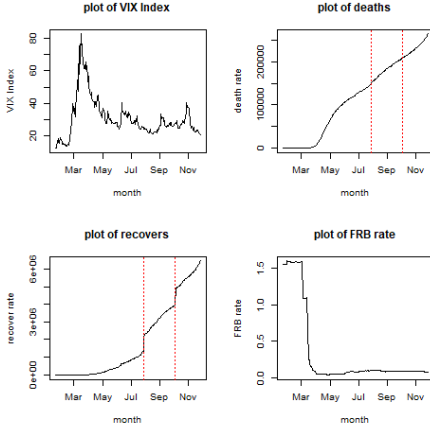 plot of VIX Index
VIX Index
80
60
40
20
Mar May Jul Sep Nov
month
plot of deaths
death rate
200000
100000
0
Mar May Jul Sep Nov
month
plot of recovers
recover rate
6e+06
3e+06
0e+00
Mar May Jul Sep Nov
month
plot of FRB rate
FRB rate
1.5
1.0
0.5
0.0
Mar May Jul Sep Nov
month